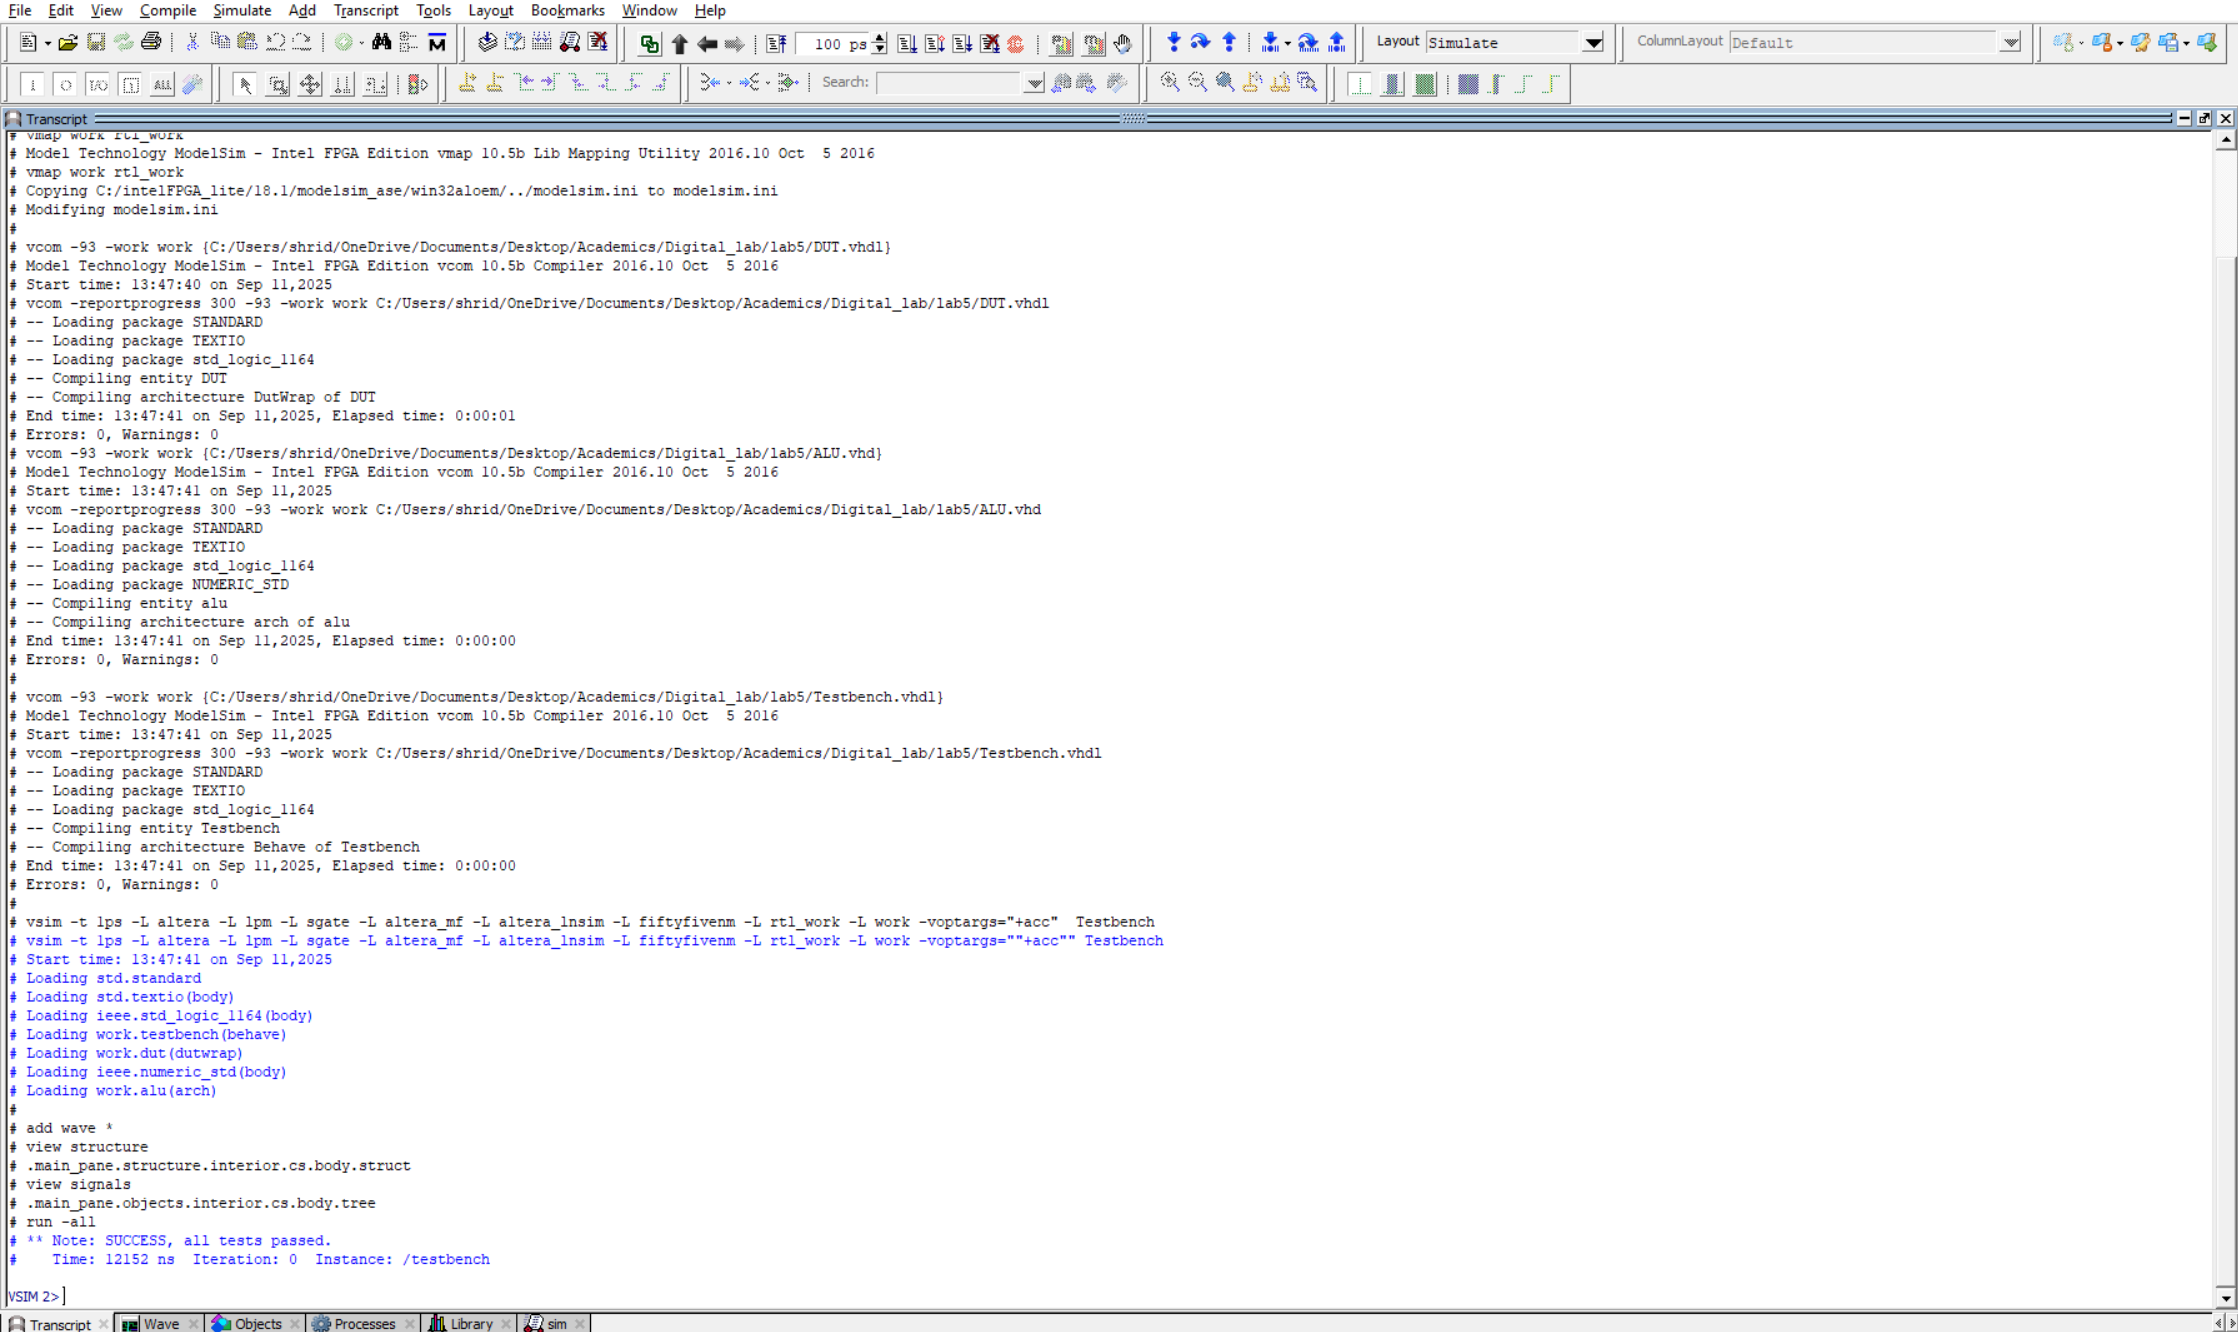 File Edit View Compile Simulate Add Transcript Tools Layout Bookmarks Window Help
100 ps Layout Simulate ColumnLayout Default
ALL Search:
Transcript
# vmap work rtl_work
# Model Technology ModelSim - Intel FPGA Edition vmap 10.5b Lib Mapping Utility 2016.10 Oct  5 2016
# vmap work rtl_work
# Copying C:/intelFPGA_lite/18.1/modelsim_ase/win32aloem/../modelsim.ini to modelsim.ini
# Modifying modelsim.ini
#
# vcom -93 -work work {C:/Users/shrid/OneDrive/Documents/Desktop/Academics/Digital_lab/lab5/DUT.vhdl}
# Model Technology ModelSim - Intel FPGA Edition vcom 10.5b Compiler 2016.10 Oct  5 2016
# Start time: 13:47:40 on Sep 11,2025
# vcom -reportprogress 300 -93 -work work C:/Users/shrid/OneDrive/Documents/Desktop/Academics/Digital_lab/lab5/DUT.vhdl
# -- Loading package STANDARD
# -- Loading package TEXTIO
# -- Loading package std_logic_1164
# -- Compiling entity DUT
# -- Compiling architecture DutWrap of DUT
# End time: 13:47:41 on Sep 11,2025, Elapsed time: 0:00:01
# Errors: 0, Warnings: 0
# vcom -93 -work work {C:/Users/shrid/OneDrive/Documents/Desktop/Academics/Digital_lab/lab5/ALU.vhd}
# Model Technology ModelSim - Intel FPGA Edition vcom 10.5b Compiler 2016.10 Oct  5 2016
# Start time: 13:47:41 on Sep 11,2025
# vcom -reportprogress 300 -93 -work work C:/Users/shrid/OneDrive/Documents/Desktop/Academics/Digital_lab/lab5/ALU.vhd
# -- Loading package STANDARD
# -- Loading package TEXTIO
# -- Loading package std_logic_1164
# -- Loading package NUMERIC_STD
# -- Compiling entity alu
# -- Compiling architecture arch of alu
# End time: 13:47:41 on Sep 11,2025, Elapsed time: 0:00:00
# Errors: 0, Warnings: 0
#
# vcom -93 -work work {C:/Users/shrid/OneDrive/Documents/Desktop/Academics/Digital_lab/lab5/Testbench.vhdl}
# Model Technology ModelSim - Intel FPGA Edition vcom 10.5b Compiler 2016.10 Oct  5 2016
# Start time: 13:47:41 on Sep 11,2025
# vcom -reportprogress 300 -93 -work work C:/Users/shrid/OneDrive/Documents/Desktop/Academics/Digital_lab/lab5/Testbench.vhdl
# -- Loading package STANDARD
# -- Loading package TEXTIO
# -- Loading package std_logic_1164
# -- Compiling entity Testbench
# -- Compiling architecture Behave of Testbench
# End time: 13:47:41 on Sep 11,2025, Elapsed time: 0:00:00
# Errors: 0, Warnings: 0
#
# vsim -t 1ps -L altera -L lpm -L sgate -L altera_mf -L altera_lnsim -L fiftyfivenm -L rtl_work -L work -voptargs="+acc"  Testbench
# vsim -t 1ps -L altera -L lpm -L sgate -L altera_mf -L altera_lnsim -L fiftyfivenm -L rtl_work -L work -voptargs=""+acc"" Testbench
# Start time: 13:47:41 on Sep 11,2025
# Loading std.standard
# Loading std.textio(body)
# Loading ieee.std_logic_1164(body)
# Loading work.testbench(behave)
# Loading work.dut(dutwrap)
# Loading ieee.numeric_std(body)
# Loading work.alu(arch)
#
# add wave *
# view structure
# .main_pane.structure.interior.cs.body.struct
# view signals
# .main_pane.objects.interior.cs.body.tree
# run -all
# ** Note: SUCCESS, all tests passed.
#    Time: 12152 ns  Iteration: 0  Instance: /testbench
VSIM 2>
Transcript Wave Objects Processes Library sim